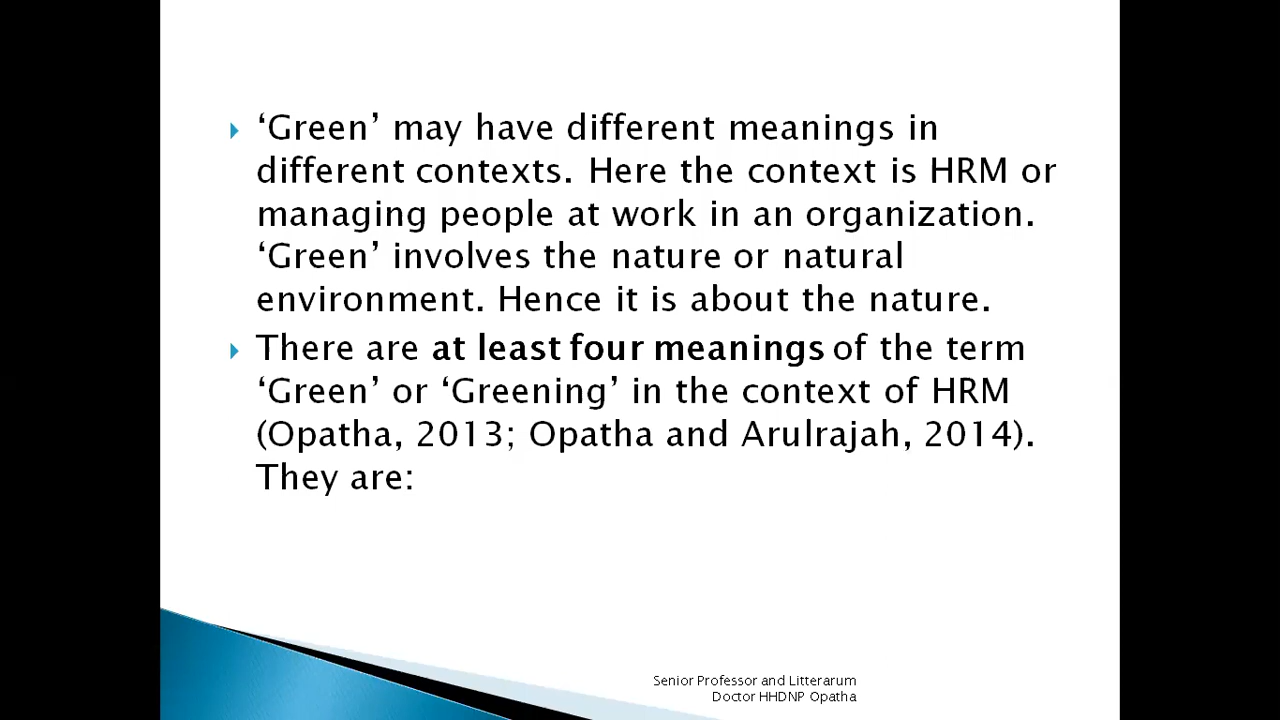 ‘Green’ may have different meanings in
different contexts. Here the context is HRM or
managing people at work in an organization.
‘Green’ involves the nature or natural
environment. Hence it is about the nature.
There are at least four meanings of the term
‘Green’ or ‘Greening’ in the context of HRM
(Opatha, 2013; Opatha and Arulrajah, 2014).
They are:
Senior Professor and Litterarum
Doctor HHDNP Opatha